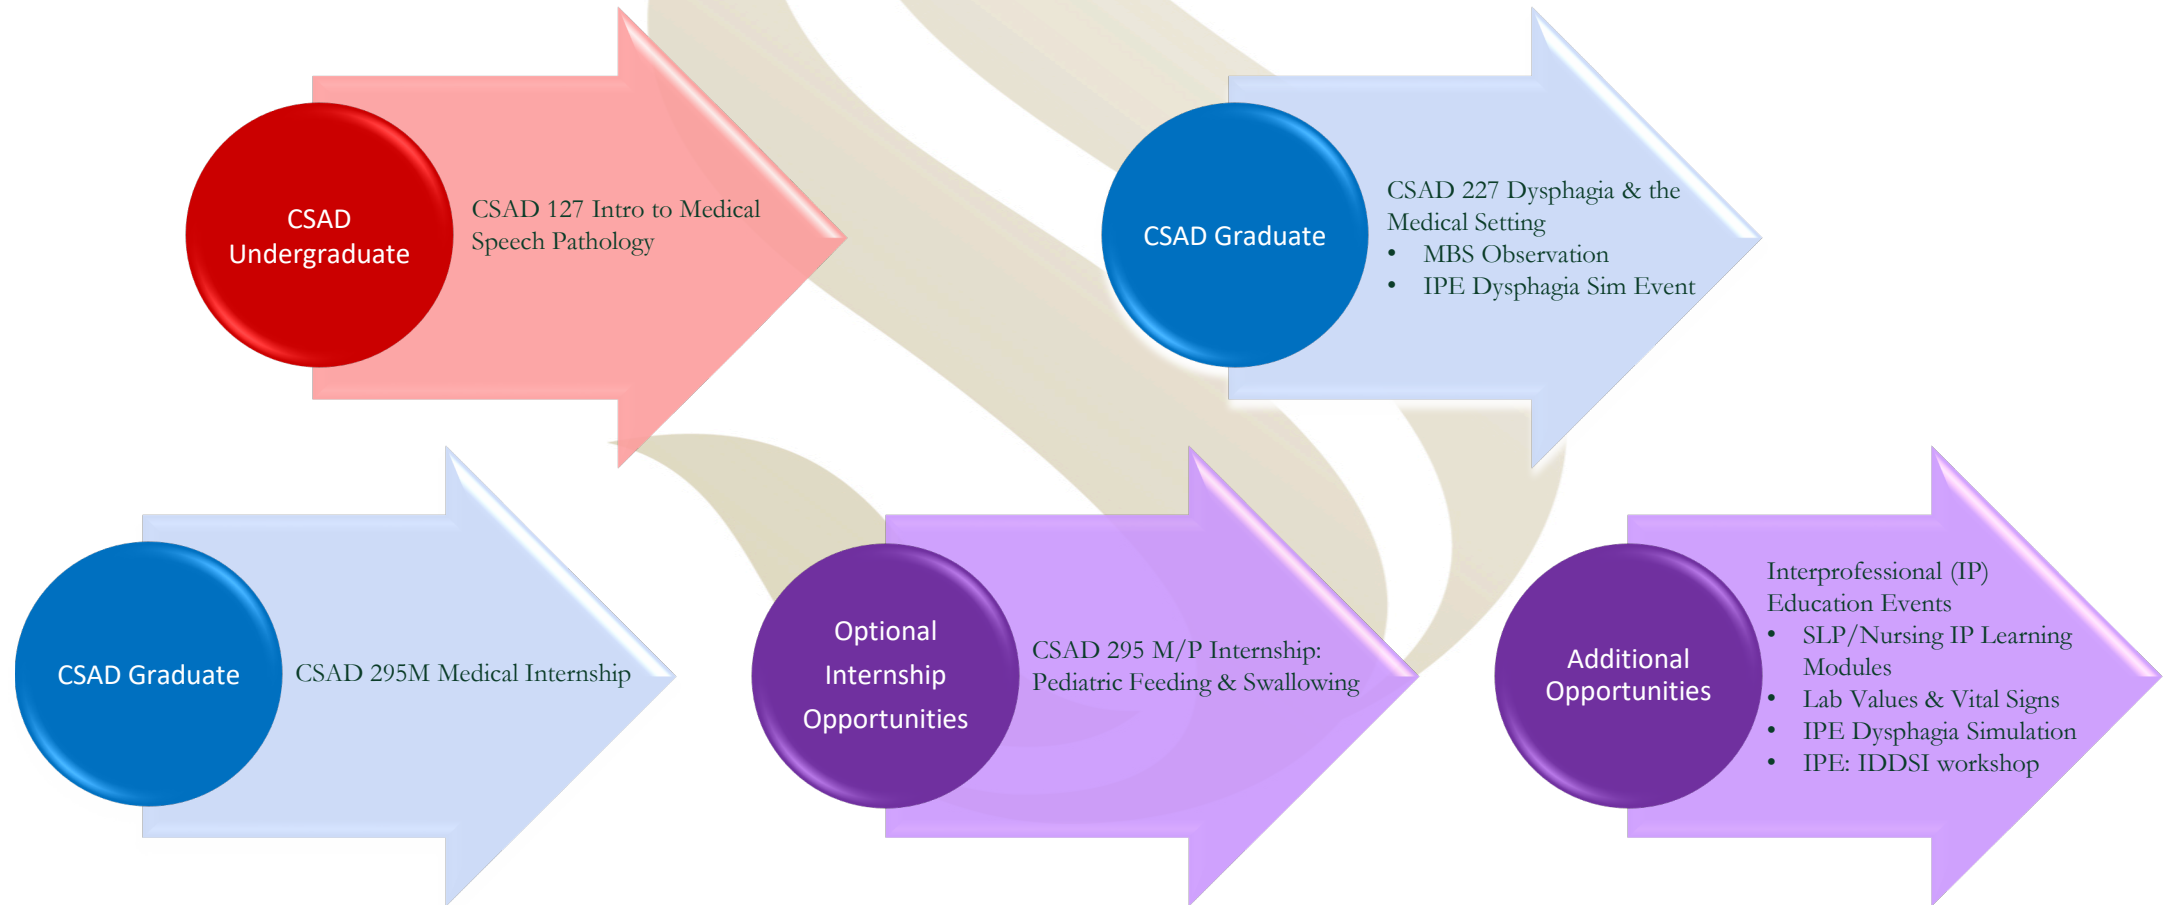 CSAD
Undergraduate
CSAD 127 Intro to Medical
Speech Pathology
CSAD Graduate
CSAD 227 Dysphagia & the
Medical Setting
• MBS Observation
• IPE Dysphagia Sim Event
CSAD Graduate
CSAD 295M Medical Internship
Optional
Internship
Opportunities
CSAD 295 M/P Internship:
Pediatric Feeding & Swallowing
Additional
Opportunities
Interprofessional (IP)
Education Events
• SLP/Nursing IP Learning
Modules
• Lab Values & Vital Signs
• IPE Dysphagia Simulation
• IPE: IDDSI workshop